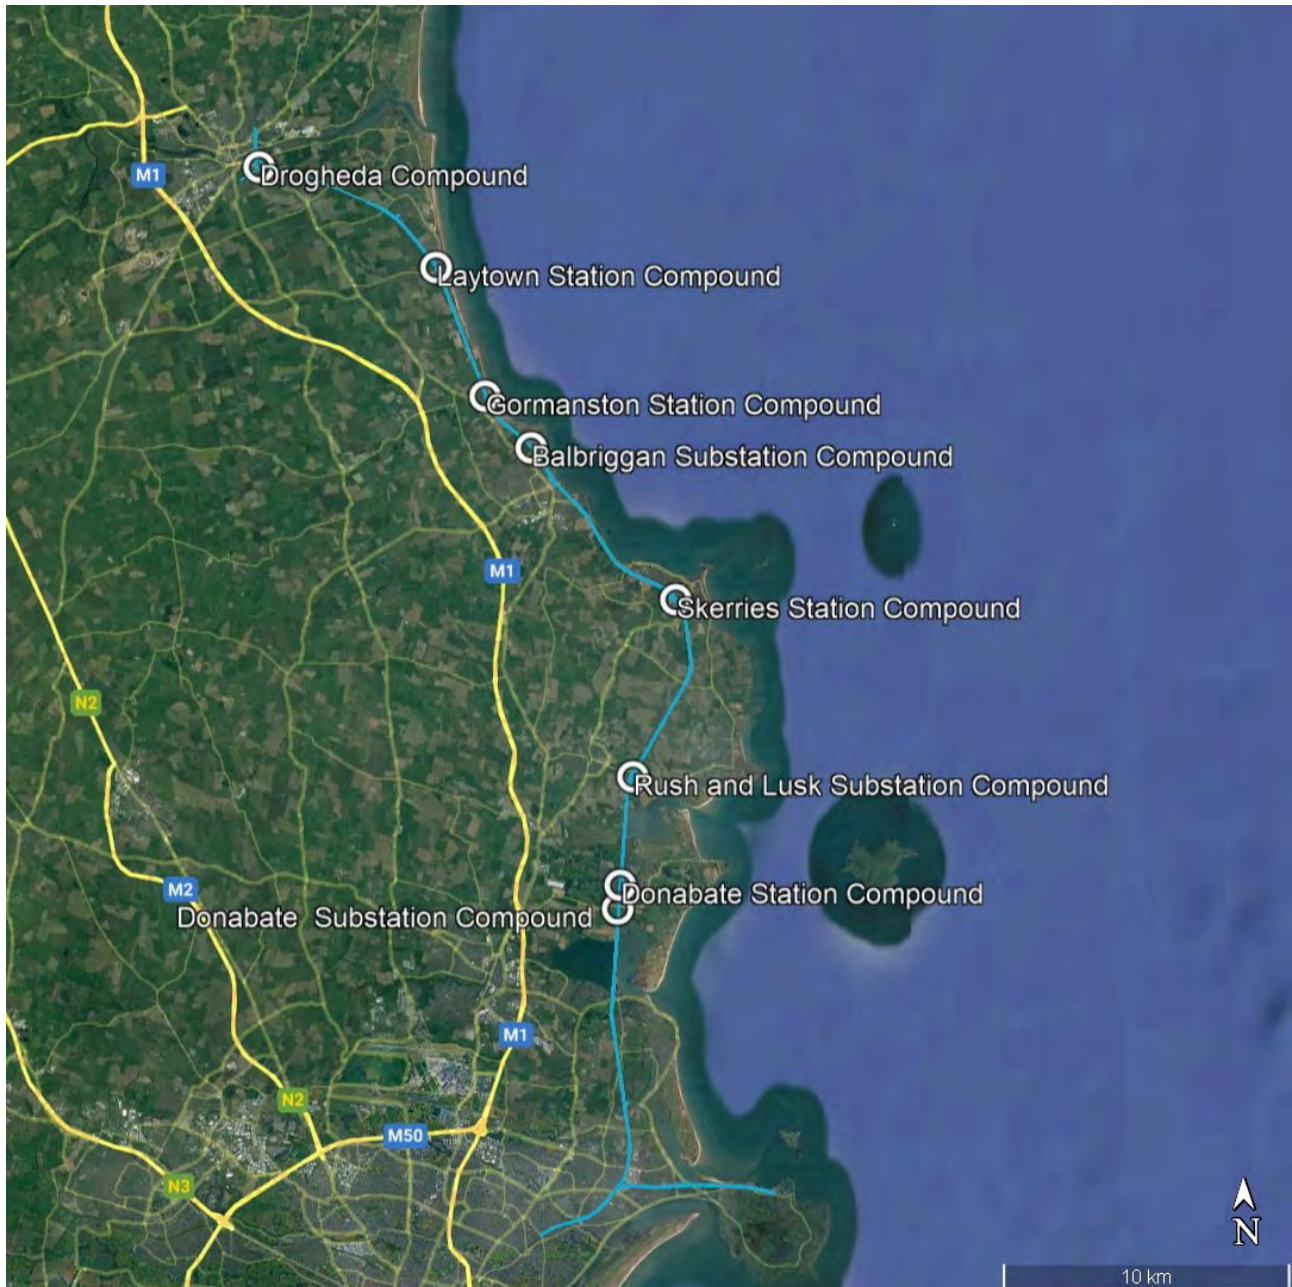 Drogheda Compound
M1
Laytown Station Compound
Gormanston Station Compound
Balbriggan Substation Compound
M1
Skerries Station Compound
N2
Rush and Lusk Substation Compound
M2
Donabate Station Compound
Donabate  Substation Compound
M1
N2
M50
N3
N
10 km